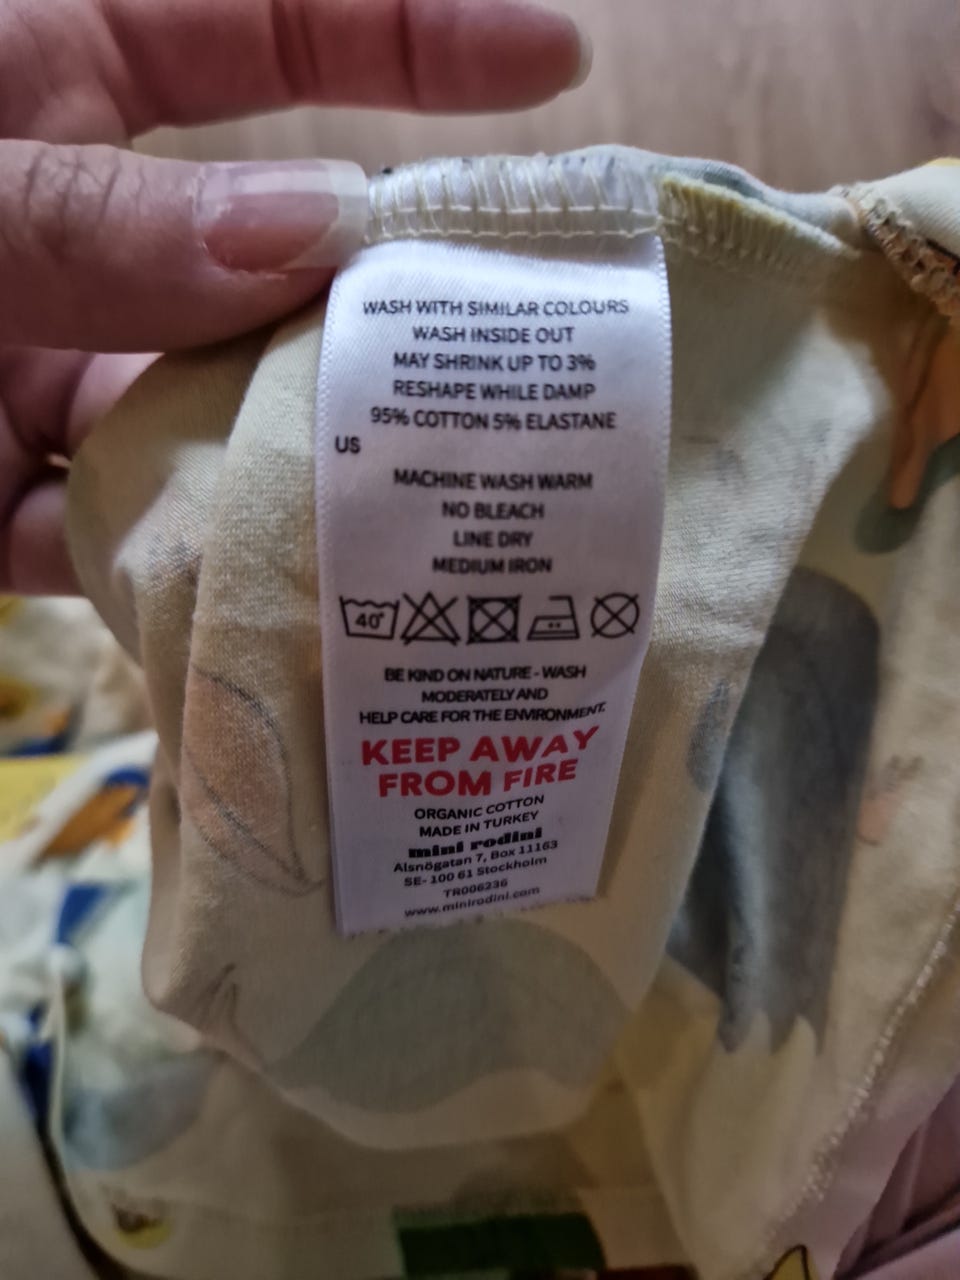 WASH WITH SIMILAR COLOURS
WASH INSIDE OUT
MAY SHRINK UP TO 3%
RESHAPE WHILE DAMP
95% COTTON 5% ELASTANE
US
MACHINE WASH WARM
NO BLEACH
LINE DRY
MEDIUM IRON
40°
BE KIND ON NATURE - WASH
MODERATELY AND
HELP CARE FOR THE ENVIRONMENT.
KEEP AWAY
FROM FIRE
ORGANIC COTTON
MADE IN TURKEY
mini rodini
Alsnögatan 7, Box 11163
SE- 100 61 Stockholm
TR006236
www.minirodini.com